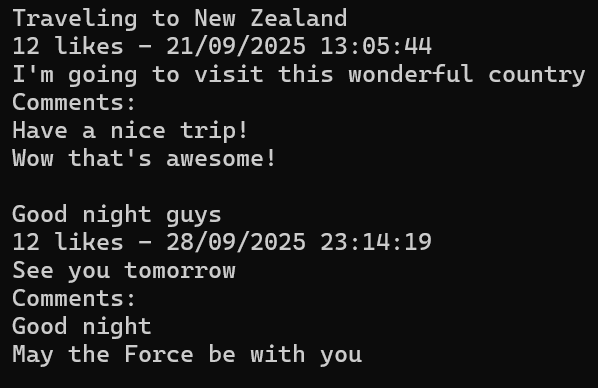 Traveling to New Zealand
12 likes - 21/09/2025 13:05:44
I'm going to visit this wonderful country
Comments:
Have a nice trip!
Wow that's awesome!

Good night guys
12 likes - 28/09/2025 23:14:19
See you tomorrow
Comments:
Good night
May the Force be with you